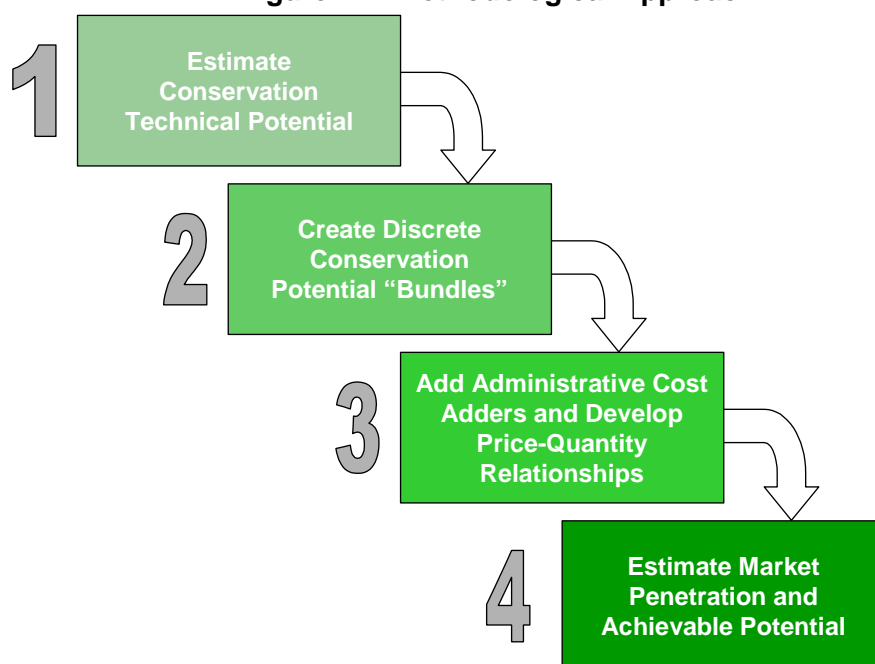 1
Estimate
Conservation
Technical Potential
2
Create Discrete
Conservation
Potential “Bundles”
3
Add Administrative Cost
Adders and Develop
Price-Quantity
Relationships
4
Estimate Market
Penetration and
Achievable Potential